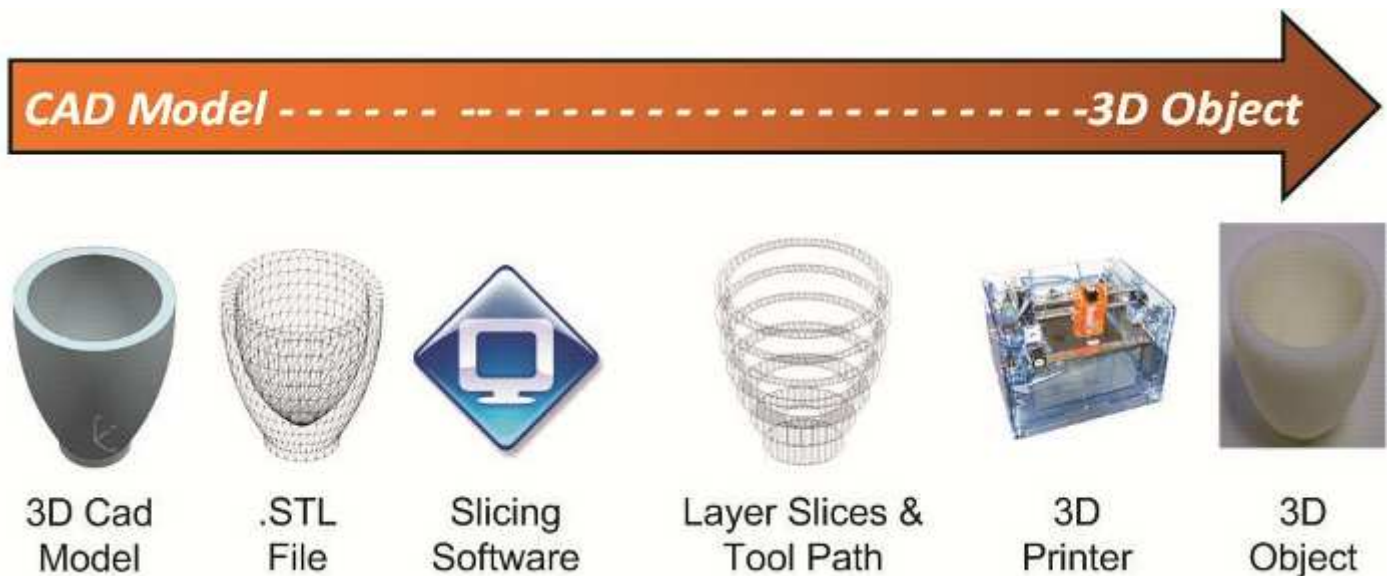 CAD Model - - - - - - -- - - - - - - - - - - - - - - - - - - - - -3D Object
3D Cad
Model
.STL
File
Slicing
Software
Layer Slices &
Tool Path
3D
Printer
3D
Object